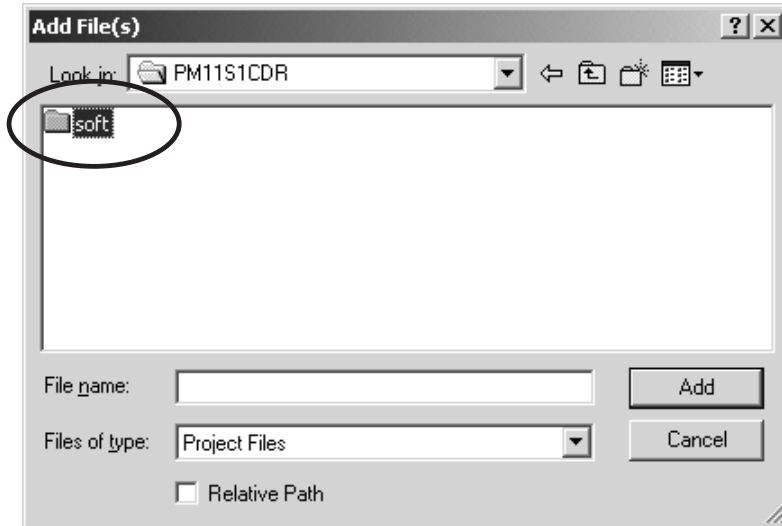 Add File(s)
Look in: PM11S1CDR
soft
File name: Add
Files of type: Project Files Cancel
Relative Path